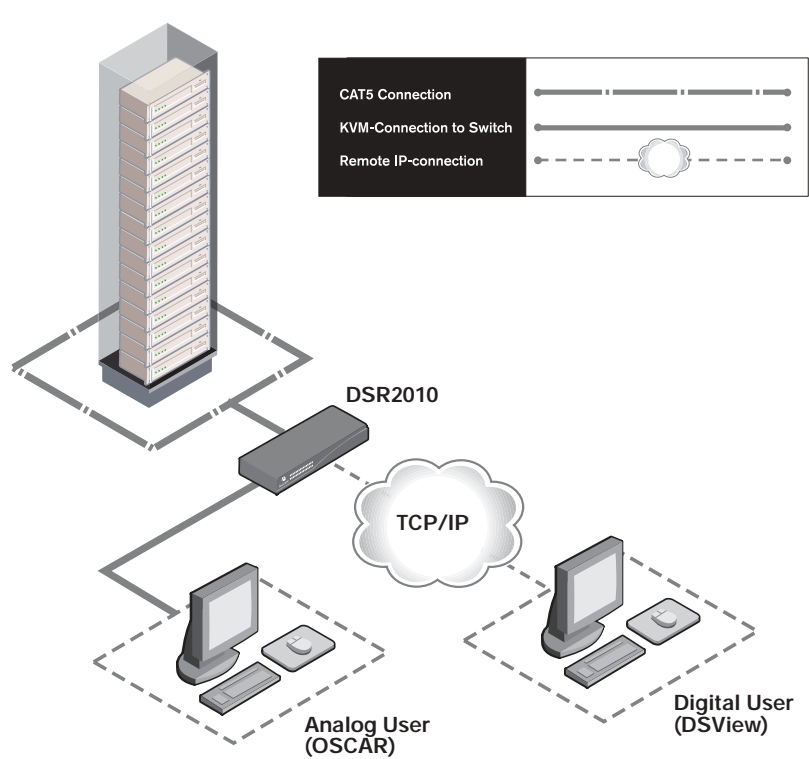 CAT5 Connection
KVM-Connection to Switch
Remote IP-connection
DSR2010
TCP/IP
Analog User
(OSCAR)
Digital User
(DSView)